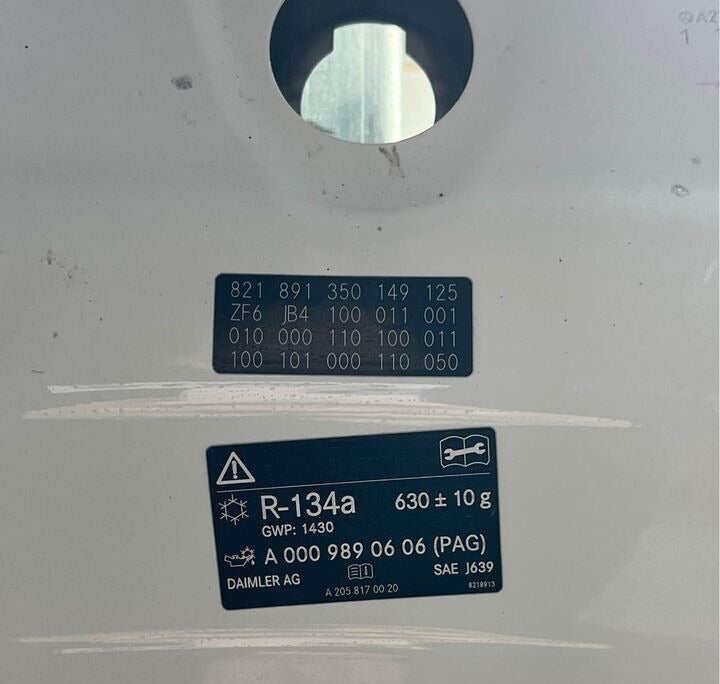 A2
1
821 891 350 149 125
ZF6 JB4 100 011 001
010 000 110 100 011
100 101 000 110 050
R-134a 630 ± 10 g
GWP: 1430
A 000 989 06 06 (PAG)
DAIMLER AG SAE J639
A 205 817 00 20 8218913